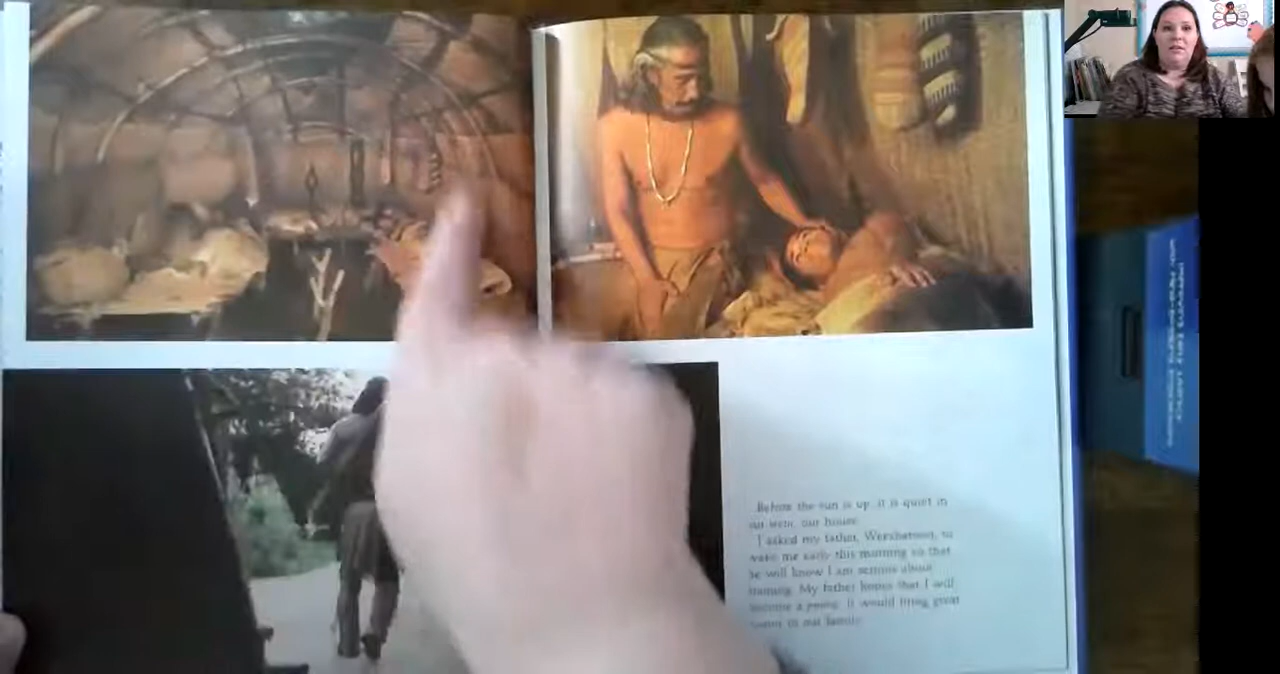 Before the sun is up, it is quiet in
our wetu, our house.
I asked my father,
wake me early this morning so that
he will know I am serious about
training. My father hopes that I will
become a pniese. It would bring great
honor to our family.